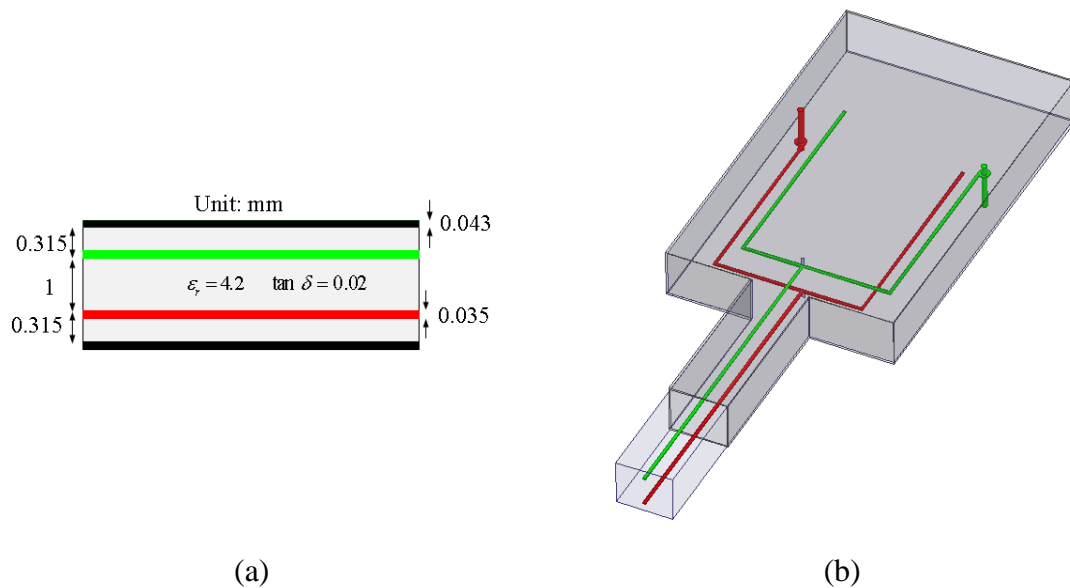 Unit: mm
0.043
0.315
1
εr = 4.2 tan δ = 0.02
0.315
0.035
(a)
(b)